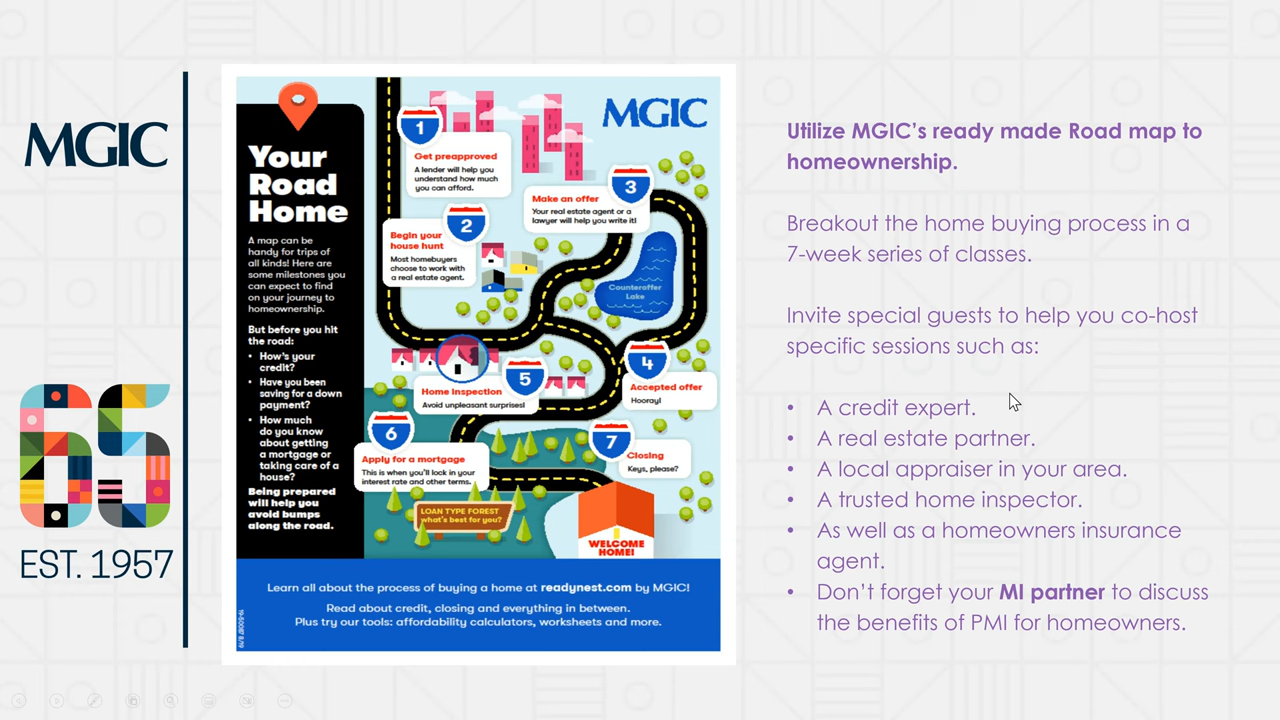 MGIC
65
EST. 1957
Your
Road
Home
A map can be
handy for trips of
all kinds! Here are
some milestones you
can expect to find
on your journey to
homeownership.
But before you hit
the road:
• How's your
credit?
• Have you been
saving for a down
payment?
• How much
do you know
about getting
a mortgage or
taking care of a
house?
Being prepared
will help you
avoid bumps
along the road.
MGIC
1
Get preapproved
A lender will help you
understand how much
you can afford.
2
Begin your
house hunt
Most homebuyers
choose to work with
a real estate agent.
3
Make an offer
Your real estate agent or a
lawyer will help you write it!
Counteroffer
Lake
4
Accepted offer
Hooray!
5
Home inspection
Avoid unpleasant surprises!
6
Apply for a mortgage
This is when you'll lock in your
interest rate and other terms.
LOAN TYPE FOREST
what's best for you?
7
Closing
Keys, please?
WELCOME
HOME!
Learn all about the process of buying a home at readynest.com by MGIC!
Read about credit, closing and everything in between.
Plus try our tools: affordability calculators, worksheets and more.
Utilize MGIC's ready made Road map to
homeownership.
Breakout the home buying process in a
7-week series of classes.
Invite special guests to help you co-host
specific sessions such as:
• A credit expert.
• A real estate partner.
• A local appraiser in your area.
• A trusted home inspector.
• As well as a homeowners insurance
agent.
• Don't forget your MI partner to discuss
the benefits of PMI for homeowners.